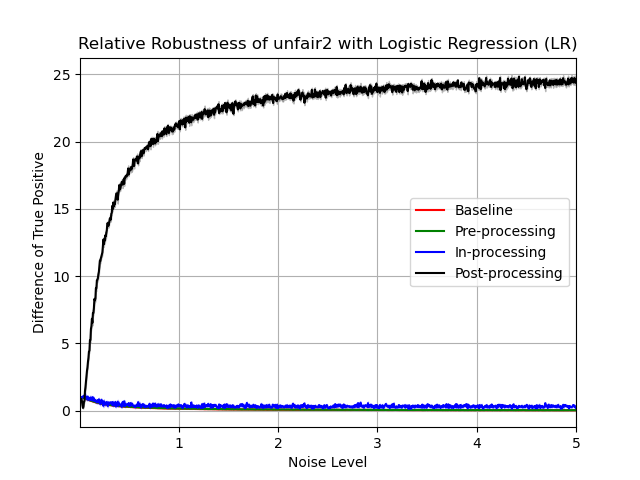 Relative Robustness of unfair2 with Logistic Regression (LR)
25
20
15
10
5
0
Difference of True Positive
Baseline
Pre-processing
In-processing
Post-processing
1 2 3 4 5
Noise Level